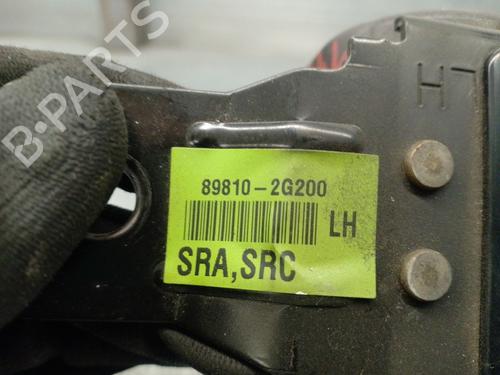 B-PARTS
H7
89810-2G200
LH
SRA,SRC